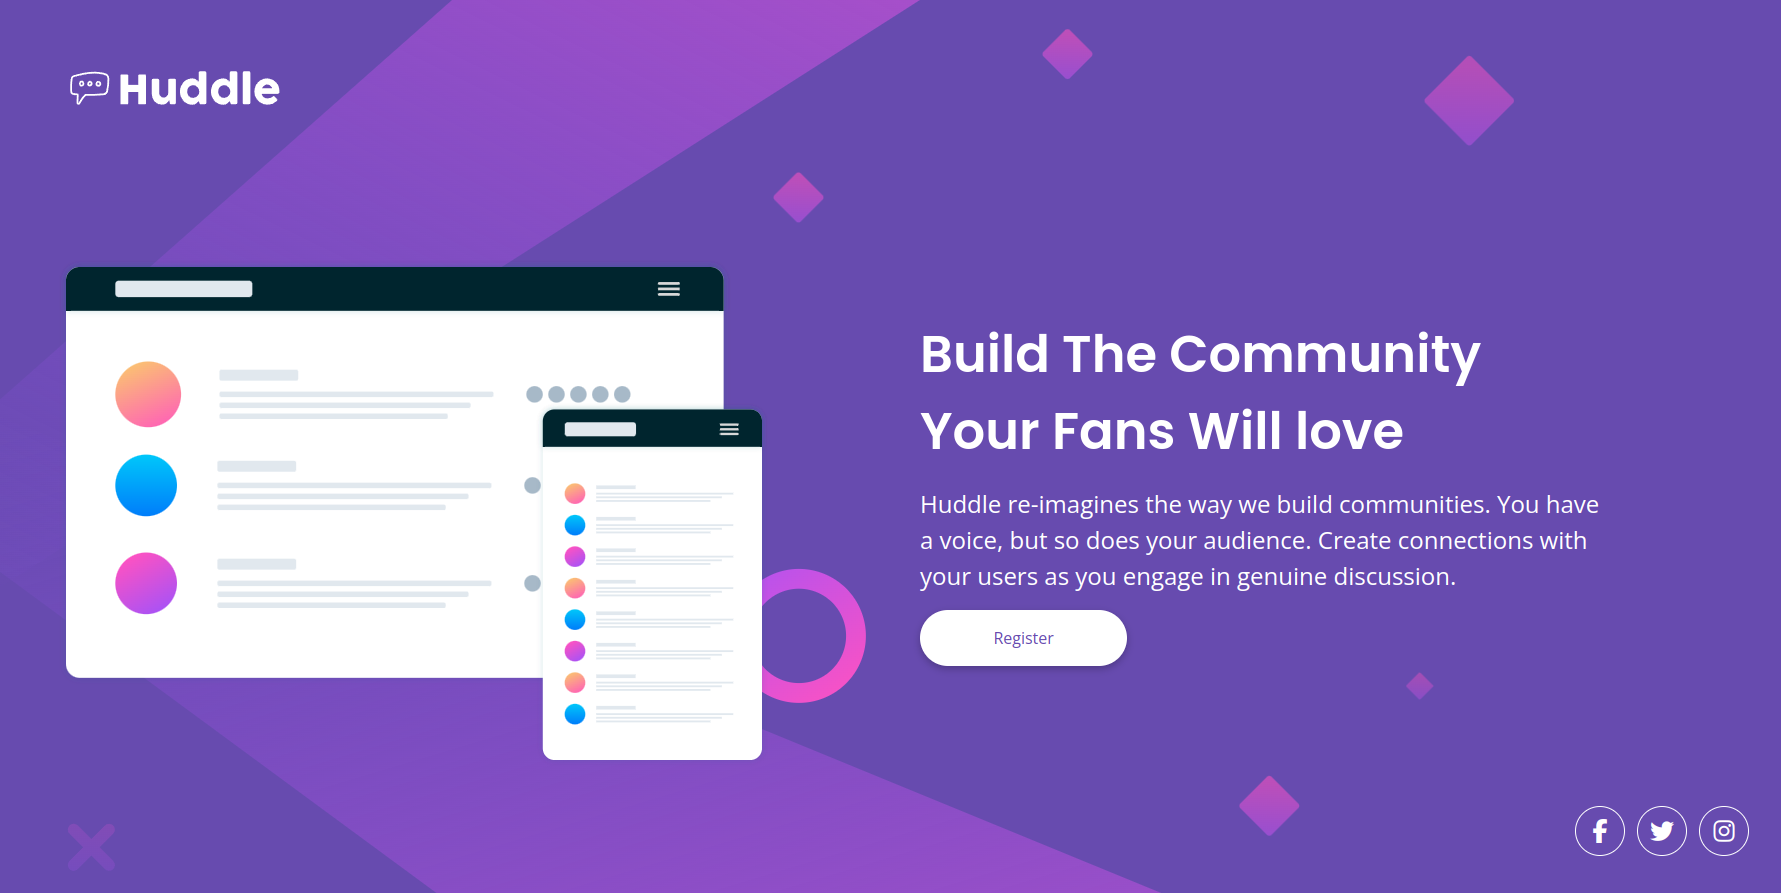 Huddle
Build The Community
Your Fans Will love
Huddle re-imagines the way we build communities. You have
a voice, but so does your audience. Create connections with
your users as you engage in genuine discussion.
Register